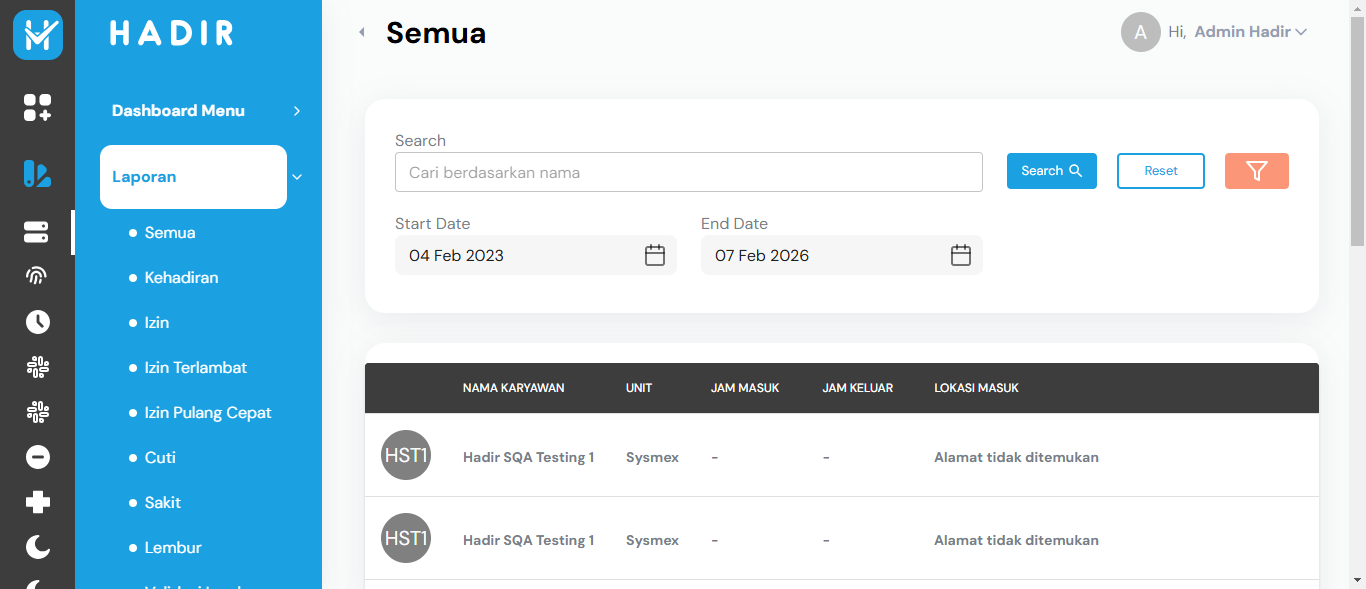 HADIR
Dashboard Menu
Laporan
Semua
Kehadiran
Izin
Izin Terlambat
Izin Pulang Cepat
Cuti
Sakit
Lembur
Semua
A Hi, Admin Hadir
Search
Cari berdasarkan nama
Search
Reset
Start Date
End Date
04 Feb 2023
07 Feb 2026
NAMA KARYAWAN UNIT JAM MASUK JAM KELUAR LOKASI MASUK
HST1 Hadir SQA Testing 1 Sysmex - - Alamat tidak ditemukan
HST1 Hadir SQA Testing 1 Sysmex - - Alamat tidak ditemukan